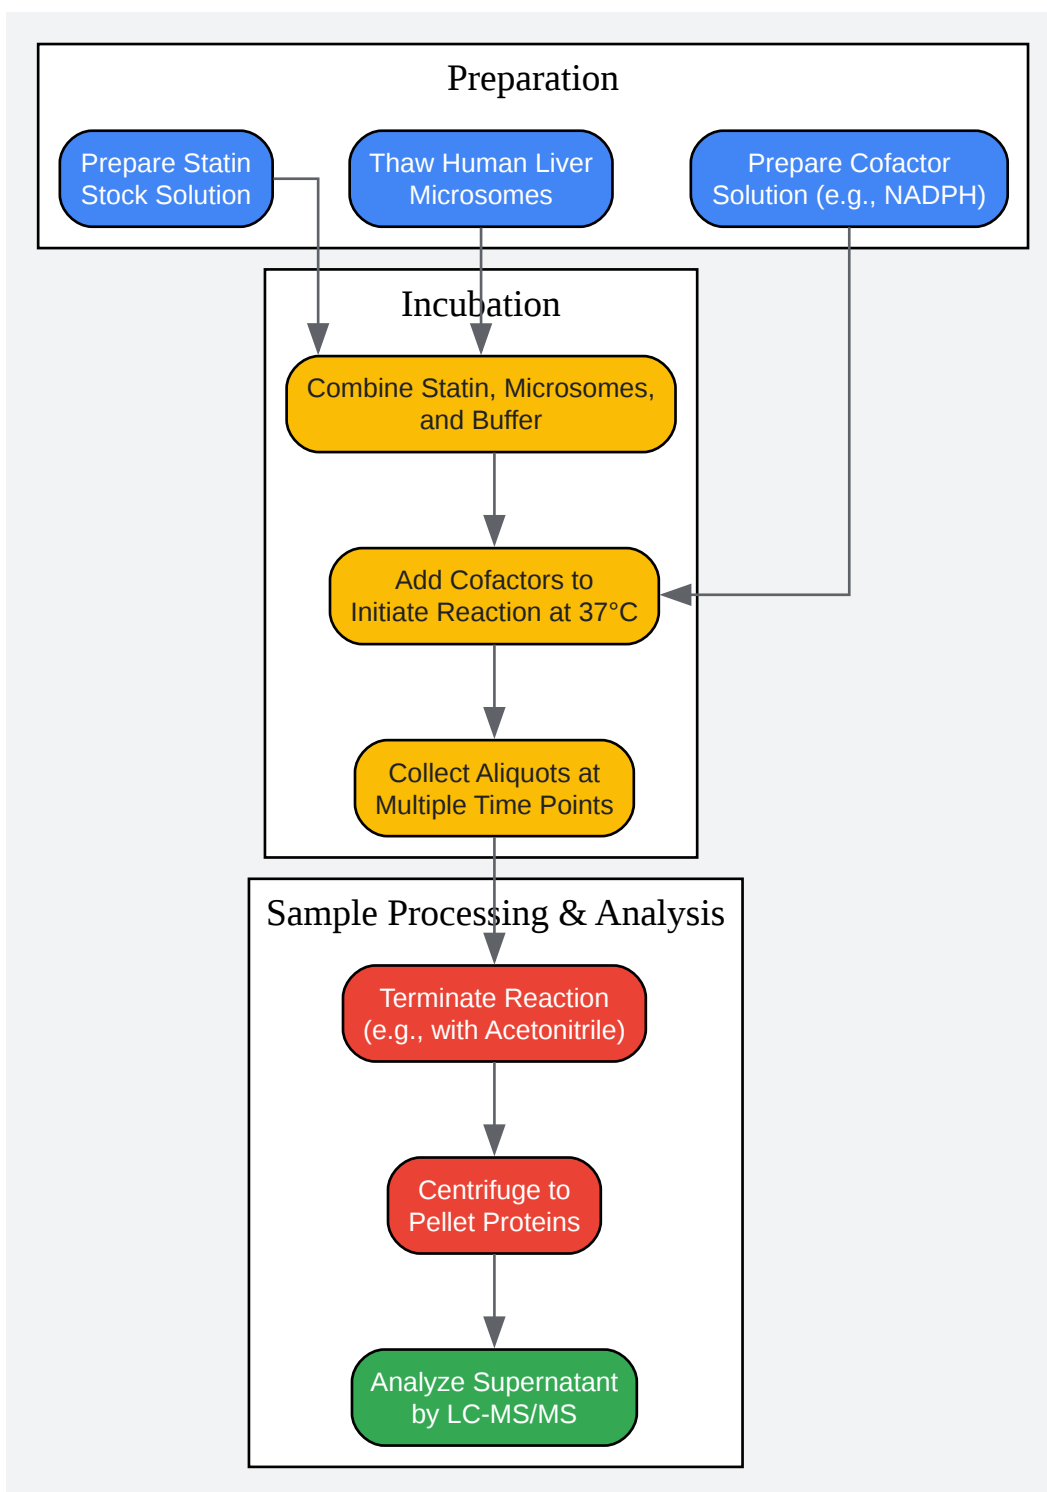 Preparation
Prepare Statin
Stock Solution
Thaw Human Liver
Microsomes
Prepare Cofactor
Solution (e.g., NADPH)
Incubation
Combine Statin, Microsomes,
and Buffer
Add Cofactors to
Initiate Reaction at 37°C
Collect Aliquots at
Multiple Time Points
Sample Processing & Analysis
Terminate Reaction
(e.g., with Acetonitrile)
Centrifuge to
Pellet Proteins
Analyze Supernatant
by LC-MS/MS